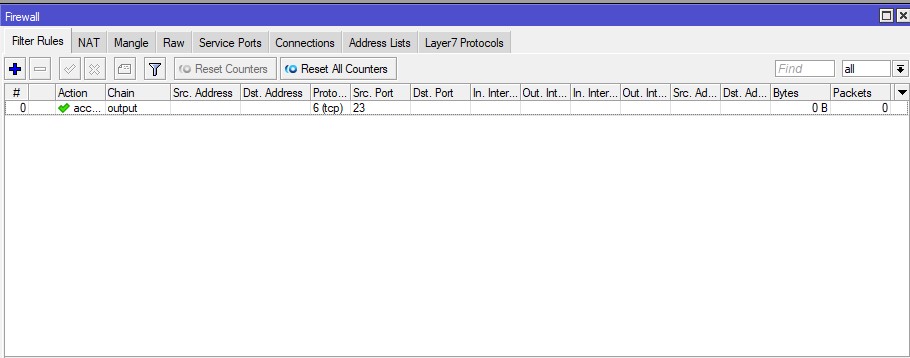 Firewall
Filter Rules NAT Mangle Raw Service Ports Connections Address Lists Layer7 Protocols
Reset Counters Reset All Counters Find all
# Action Chain Src. Address Dst. Address Proto... Src. Port Dst. Port In. Inter... Out. Int... In. Inter... Out. Int... Src. Ad... Dst. Ad... Bytes Packets
0 acc... output 6 (tcp) 23 0 B 0